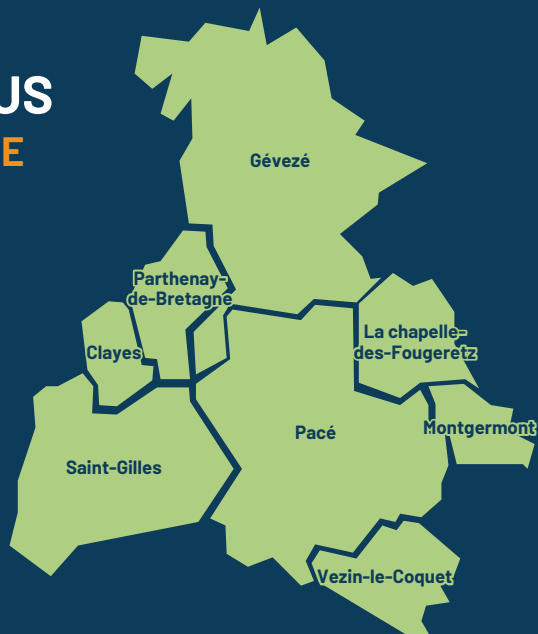 US
E
Gévezé
Parthenay-
de-Bretagne
Clayes
La chapelle-
des-Fougeretz
Pacé
Montgermont
Saint-Gilles
Vezin-le-Coquet